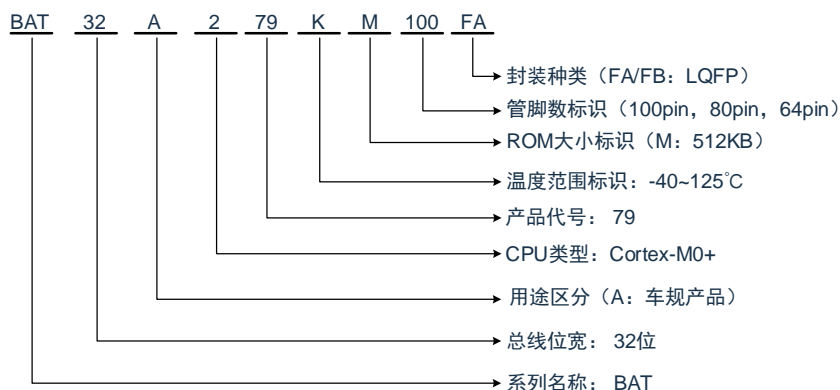 BAT 32 A 2 79 K M 100 FA
封装种类（FA/FB：LQFP）
管脚数标识（100pin，80pin，64pin）
ROM大小标识（M：512KB）
温度范围标识：-40~125℃
产品代号： 79
CPU类型：Cortex-M0+
用途区分（A：车规产品）
总线位宽： 32位
系列名称： BAT